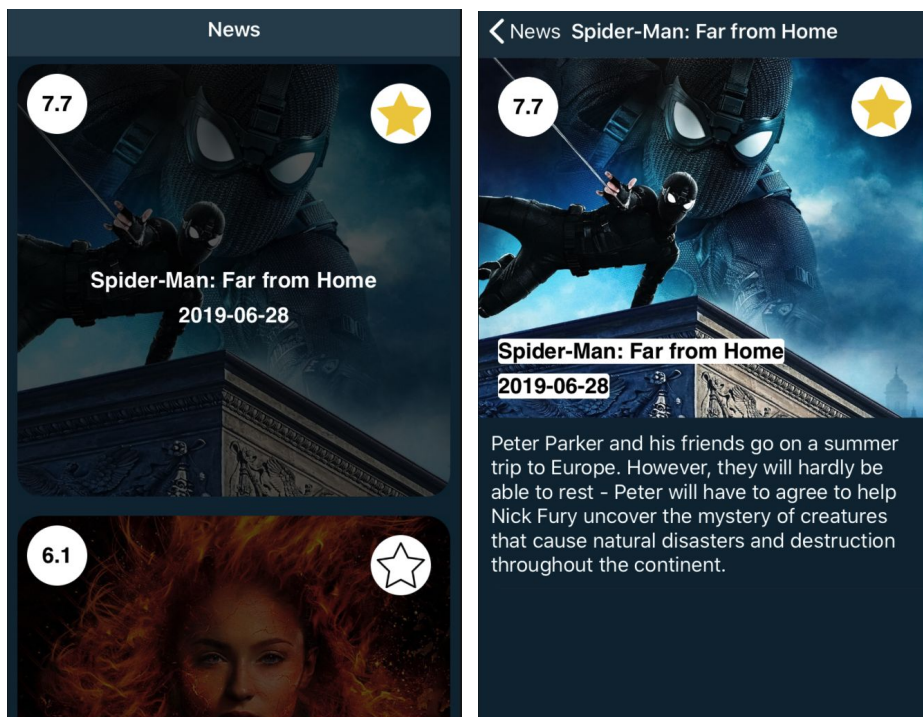 News
7.7
Spider-Man: Far from Home
2019-06-28
6.1
News Spider-Man: Far from Home
7.7
Spider-Man: Far from Home
2019-06-28
Peter Parker and his friends go on a summer
trip to Europe. However, they will hardly be
able to rest - Peter will have to agree to help
Nick Fury uncover the mystery of creatures
that cause natural disasters and destruction
throughout the continent.